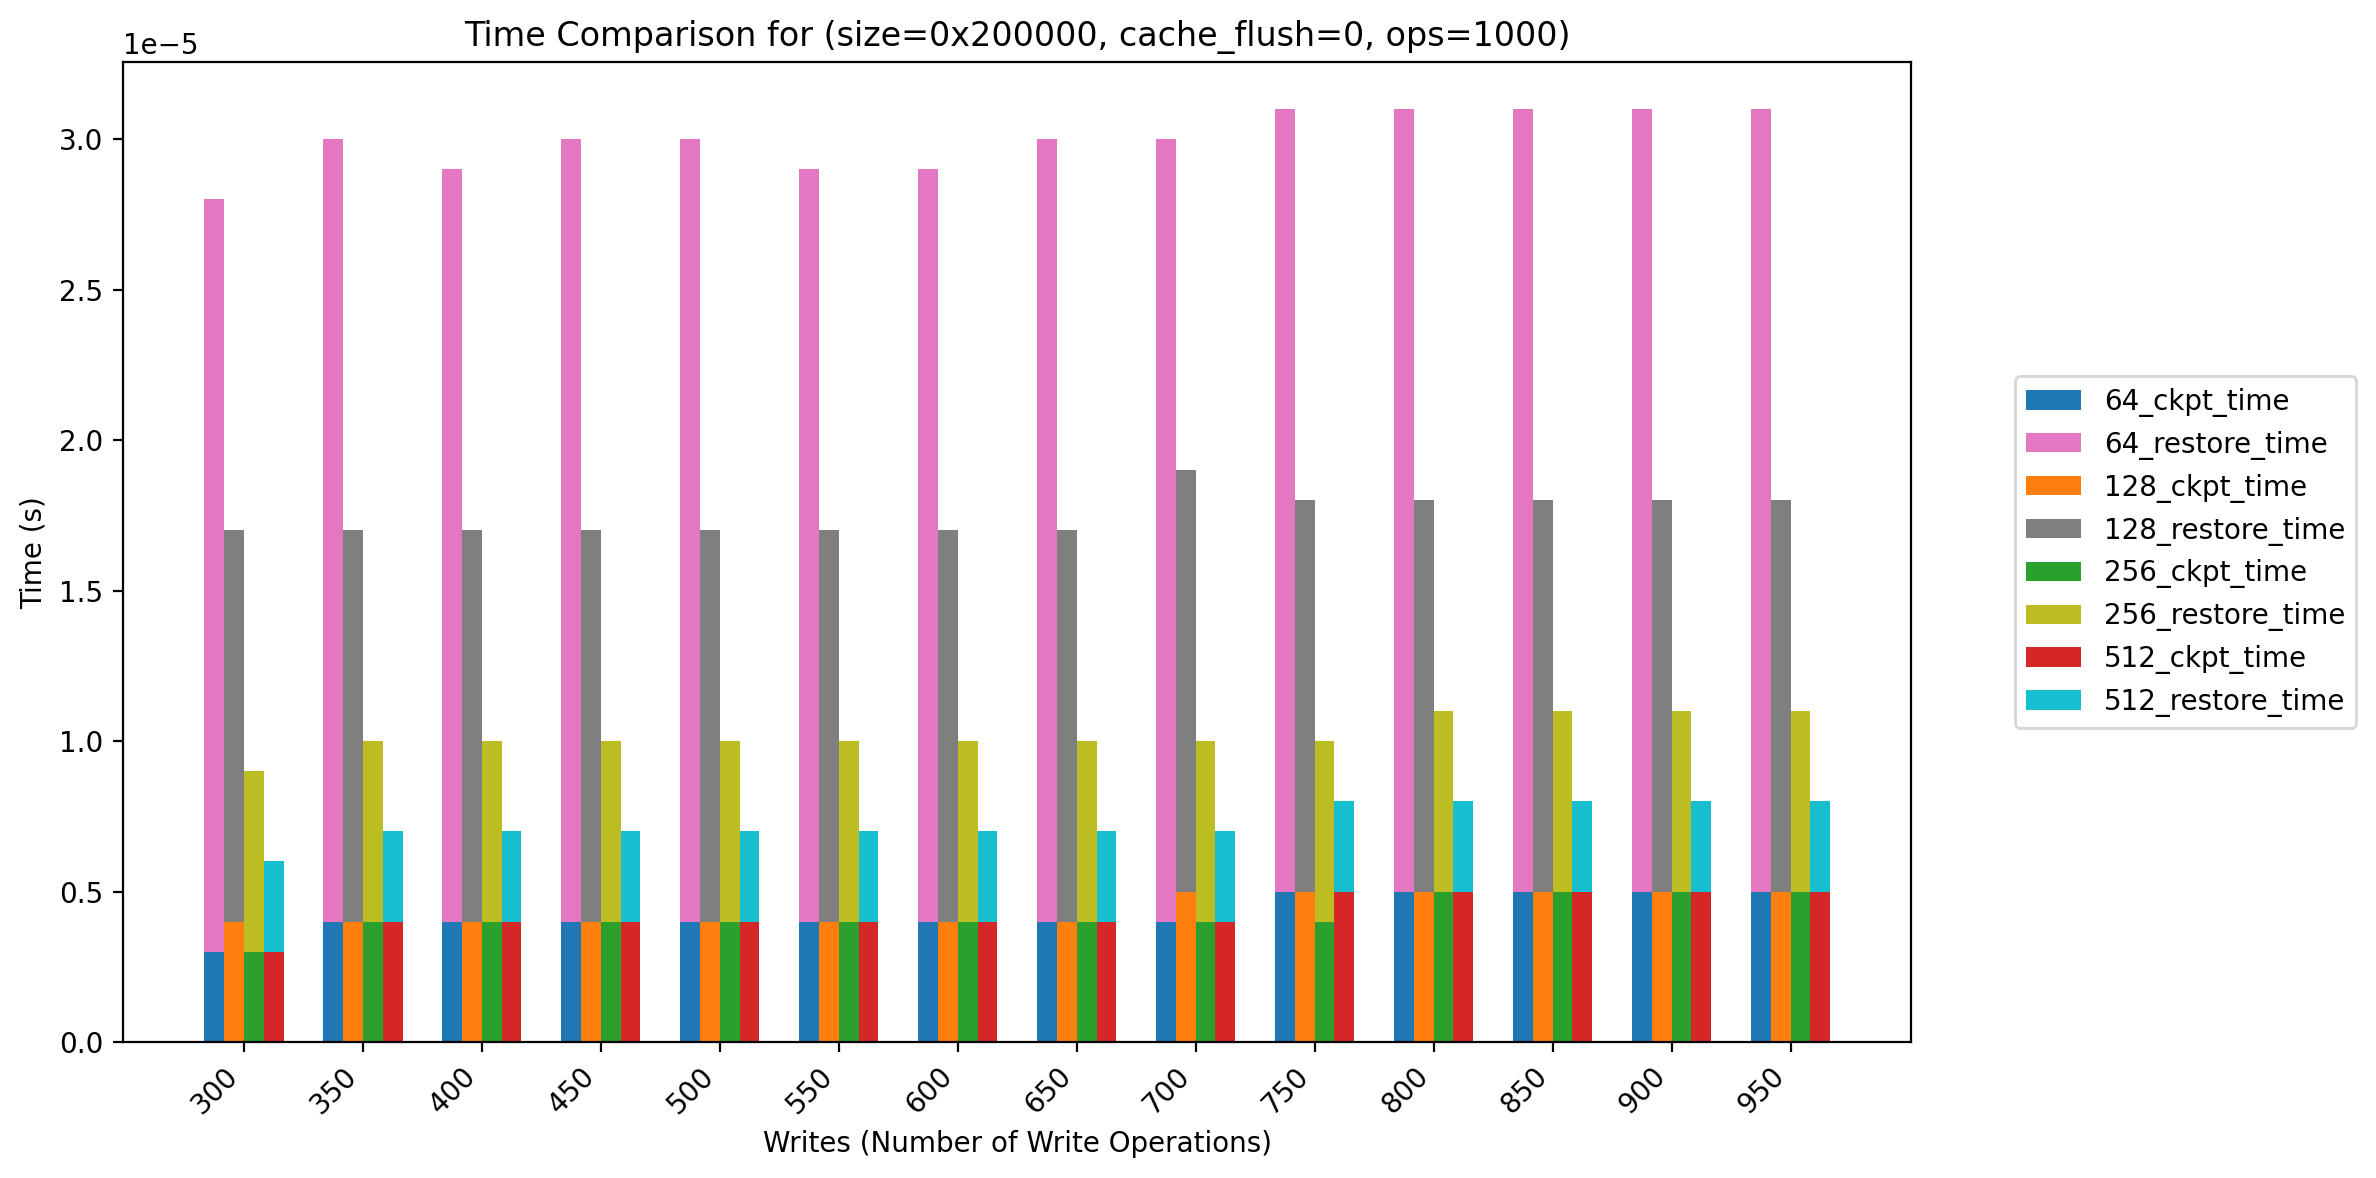 Time Comparison for (size=0x200000, cache_flush=0, ops=1000)
1e−5
3.0
2.5
2.0
1.5
1.0
0.5
0.0
Time (s)
300 350 400 450 500 550 600 650 700 750 800 850 900 950
Writes (Number of Write Operations)
64_ckpt_time
64_restore_time
128_ckpt_time
128_restore_time
256_ckpt_time
256_restore_time
512_ckpt_time
512_restore_time